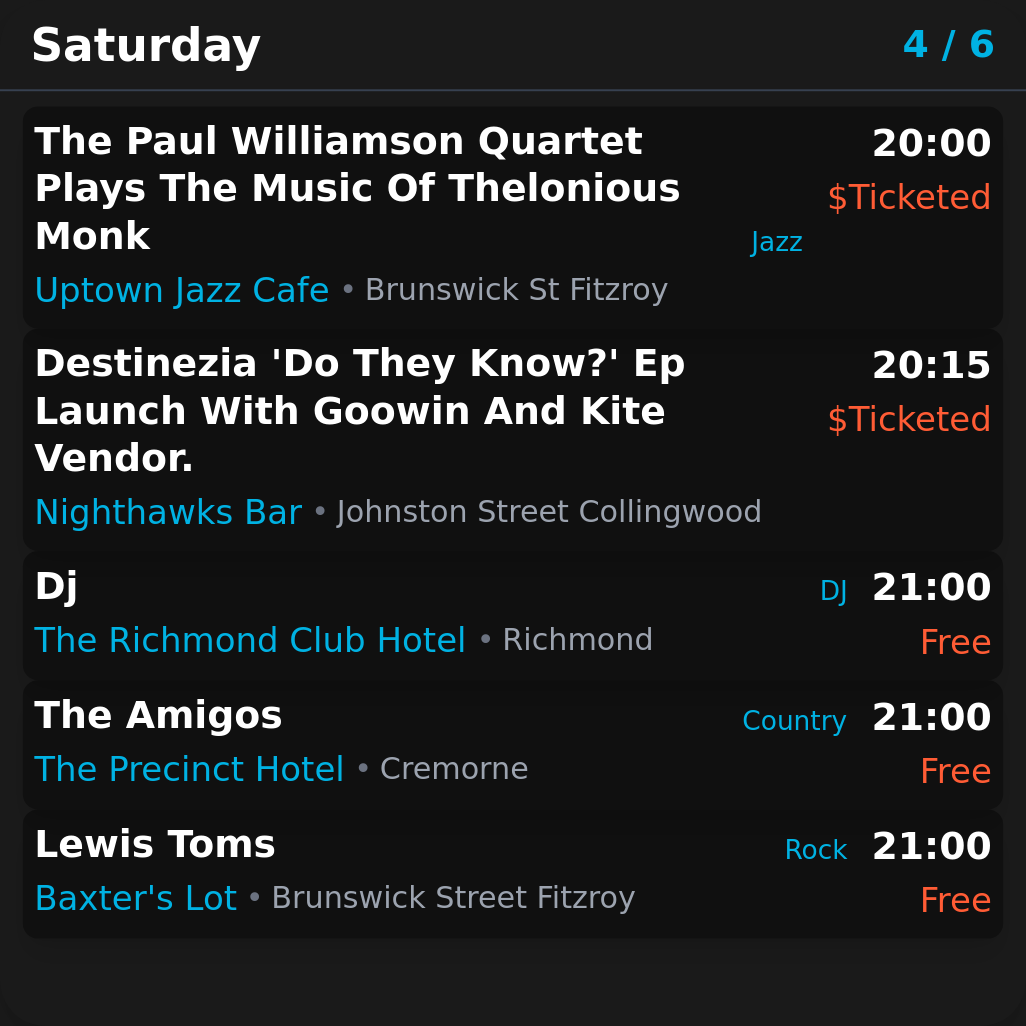 Saturday 4 / 6
The Paul Williamson Quartet 20:00
Plays The Music Of Thelonious $Ticketed
Monk Jazz
Uptown Jazz Cafe • Brunswick St Fitzroy
Destinezia 'Do They Know?' Ep 20:15
Launch With Goowin And Kite $Ticketed
Vendor.
Nighthawks Bar • Johnston Street Collingwood
Dj DJ 21:00
The Richmond Club Hotel • Richmond Free
The Amigos Country 21:00
The Precinct Hotel • Cremorne Free
Lewis Toms Rock 21:00
Baxter's Lot • Brunswick Street Fitzroy Free